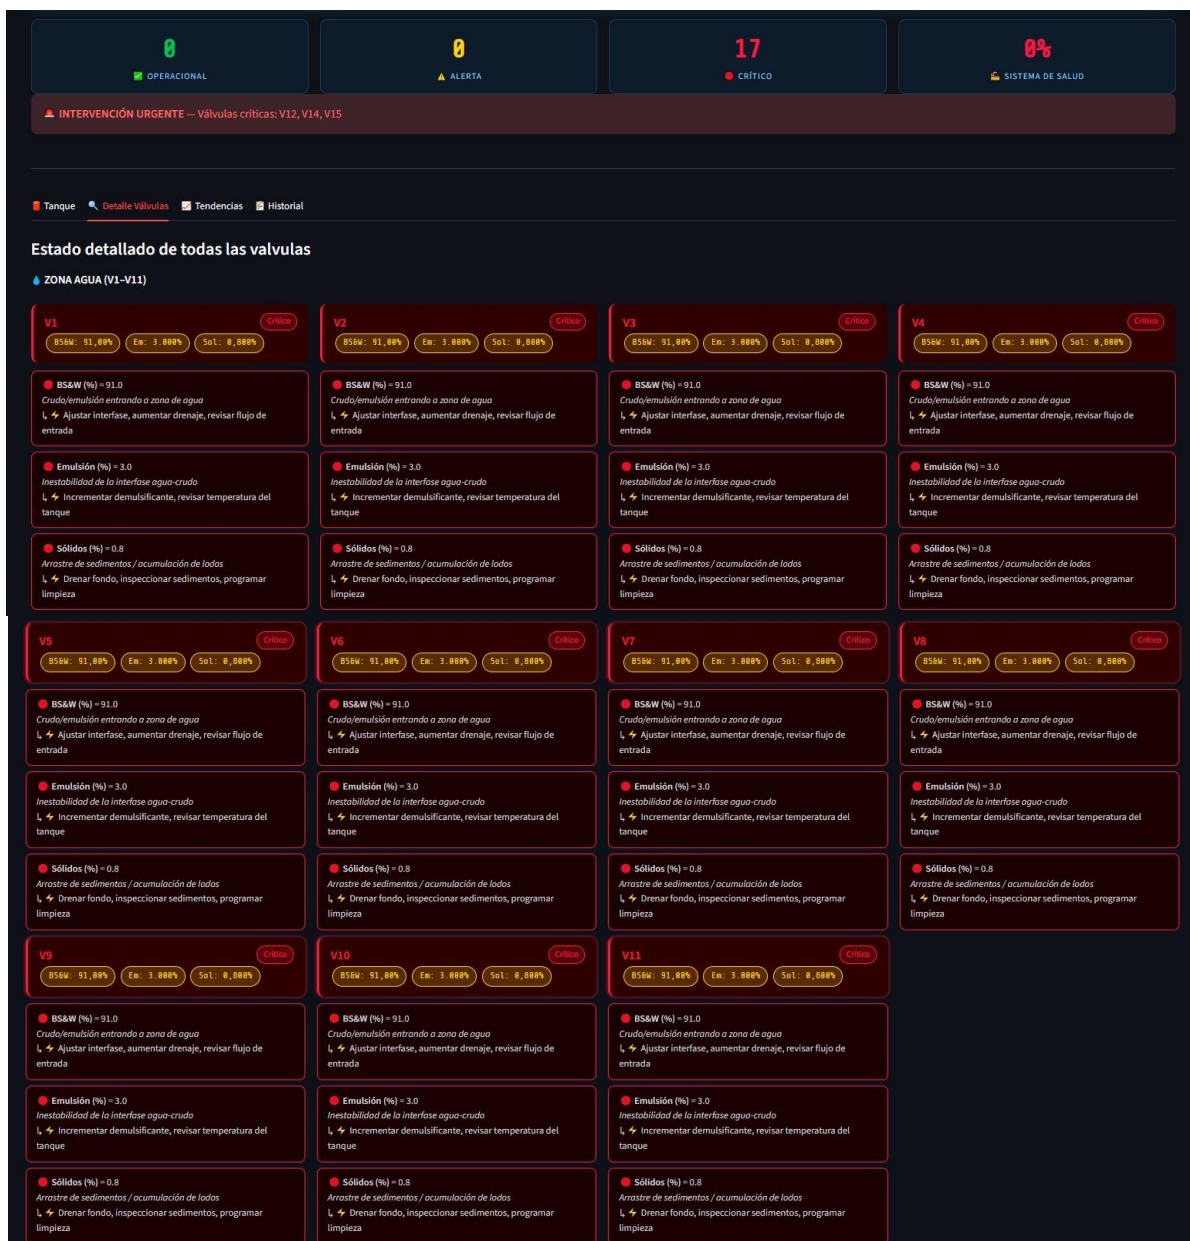 0
0
17
0%
✅ OPERACIONAL
⚠ ALERTA
🔴 CRÍTICO
SISTEMA DE SALUD
🚨 INTERVENCIÓN URGENTE — Válvulas críticas: V12, V14, V15
Tanque
Detalle Válvulas
Tendencias
Historial
Estado detallado de todas las valvulas
💧 ZONA AGUA (V1–V11)
V1
Crítico
BS&W: 91,00% Em: 3.000% Sol: 0,800%
BS&W (%) = 91.0
Crudo/emulsión entrando a zona de agua
↳ ⚡ Ajustar interfase, aumentar drenaje, revisar flujo de
entrada
Emulsión (%) = 3.0
Inestabilidad de la interfase agua-crudo
↳ ⚡ Incrementar demulsificante, revisar temperatura del
tanque
Sólidos (%) = 0.8
Arrastre de sedimentos / acumulación de lodos
↳ ⚡ Drenar fondo, inspeccionar sedimentos, programar
limpieza
V2
Crítico
BS&W: 91,00% Em: 3.000% Sol: 0,800%
BS&W (%) = 91.0
Crudo/emulsión entrando a zona de agua
↳ ⚡ Ajustar interfase, aumentar drenaje, revisar flujo de
entrada
Emulsión (%) = 3.0
Inestabilidad de la interfase agua-crudo
↳ ⚡ Incrementar demulsificante, revisar temperatura del
tanque
Sólidos (%) = 0.8
Arrastre de sedimentos / acumulación de lodos
↳ ⚡ Drenar fondo, inspeccionar sedimentos, programar
limpieza
V3
Crítico
BS&W: 91,00% Em: 3.000% Sol: 0,800%
BS&W (%) = 91.0
Crudo/emulsión entrando a zona de agua
↳ ⚡ Ajustar interfase, aumentar drenaje, revisar flujo de
entrada
Emulsión (%) = 3.0
Inestabilidad de la interfase agua-crudo
↳ ⚡ Incrementar demulsificante, revisar temperatura del
tanque
Sólidos (%) = 0.8
Arrastre de sedimentos / acumulación de lodos
↳ ⚡ Drenar fondo, inspeccionar sedimentos, programar
limpieza
V4
Crítico
BS&W: 91,00% Em: 3.000% Sol: 0,800%
BS&W (%) = 91.0
Crudo/emulsión entrando a zona de agua
↳ ⚡ Ajustar interfase, aumentar drenaje, revisar flujo de
entrada
Emulsión (%) = 3.0
Inestabilidad de la interfase agua-crudo
↳ ⚡ Incrementar demulsificante, revisar temperatura del
tanque
Sólidos (%) = 0.8
Arrastre de sedimentos / acumulación de lodos
↳ ⚡ Drenar fondo, inspeccionar sedimentos, programar
limpieza
V5
Crítico
BS&W: 91,00% Em: 3.000% Sol: 0,800%
BS&W (%) = 91.0
Crudo/emulsión entrando a zona de agua
↳ ⚡ Ajustar interfase, aumentar drenaje, revisar flujo de
entrada
Emulsión (%) = 3.0
Inestabilidad de la interfase agua-crudo
↳ ⚡ Incrementar demulsificante, revisar temperatura del
tanque
Sólidos (%) = 0.8
Arrastre de sedimentos / acumulación de lodos
↳ ⚡ Drenar fondo, inspeccionar sedimentos, programar
limpieza
V6
Crítico
BS&W: 91,00% Em: 3.000% Sol: 0,800%
BS&W (%) = 91.0
Crudo/emulsión entrando a zona de agua
↳ ⚡ Ajustar interfase, aumentar drenaje, revisar flujo de
entrada
Emulsión (%) = 3.0
Inestabilidad de la interfase agua-crudo
↳ ⚡ Incrementar demulsificante, revisar temperatura del
tanque
Sólidos (%) = 0.8
Arrastre de sedimentos / acumulación de lodos
↳ ⚡ Drenar fondo, inspeccionar sedimentos, programar
limpieza
V7
Crítico
BS&W: 91,00% Em: 3.000% Sol: 0,800%
BS&W (%) = 91.0
Crudo/emulsión entrando a zona de agua
↳ ⚡ Ajustar interfase, aumentar drenaje, revisar flujo de
entrada
Emulsión (%) = 3.0
Inestabilidad de la interfase agua-crudo
↳ ⚡ Incrementar demulsificante, revisar temperatura del
tanque
Sólidos (%) = 0.8
Arrastre de sedimentos / acumulación de lodos
↳ ⚡ Drenar fondo, inspeccionar sedimentos, programar
limpieza
V8
Crítico
BS&W: 91,00% Em: 3.000% Sol: 0,800%
BS&W (%) = 91.0
Crudo/emulsión entrando a zona de agua
↳ ⚡ Ajustar interfase, aumentar drenaje, revisar flujo de
entrada
Emulsión (%) = 3.0
Inestabilidad de la interfase agua-crudo
↳ ⚡ Incrementar demulsificante, revisar temperatura del
tanque
Sólidos (%) = 0.8
Arrastre de sedimentos / acumulación de lodos
↳ ⚡ Drenar fondo, inspeccionar sedimentos, programar
limpieza
V9
Crítico
BS&W: 91,00% Em: 3.000% Sol: 0,800%
BS&W (%) = 91.0
Crudo/emulsión entrando a zona de agua
↳ ⚡ Ajustar interfase, aumentar drenaje, revisar flujo de
entrada
Emulsión (%) = 3.0
Inestabilidad de la interfase agua-crudo
↳ ⚡ Incrementar demulsificante, revisar temperatura del
tanque
Sólidos (%) = 0.8
Arrastre de sedimentos / acumulación de lodos
↳ ⚡ Drenar fondo, inspeccionar sedimentos, programar
limpieza
V10
Crítico
BS&W: 91,00% Em: 3.000% Sol: 0,800%
BS&W (%) = 91.0
Crudo/emulsión entrando a zona de agua
↳ ⚡ Ajustar interfase, aumentar drenaje, revisar flujo de
entrada
Emulsión (%) = 3.0
Inestabilidad de la interfase agua-crudo
↳ ⚡ Incrementar demulsificante, revisar temperatura del
tanque
Sólidos (%) = 0.8
Arrastre de sedimentos / acumulación de lodos
↳ ⚡ Drenar fondo, inspeccionar sedimentos, programar
limpieza
V11
Crítico
BS&W: 91,00% Em: 3.000% Sol: 0,800%
BS&W (%) = 91.0
Crudo/emulsión entrando a zona de agua
↳ ⚡ Ajustar interfase, aumentar drenaje, revisar flujo de
entrada
Emulsión (%) = 3.0
Inestabilidad de la interfase agua-crudo
↳ ⚡ Incrementar demulsificante, revisar temperatura del
tanque
Sólidos (%) = 0.8
Arrastre de sedimentos / acumulación de lodos
↳ ⚡ Drenar fondo, inspeccionar sedimentos, programar
limpieza